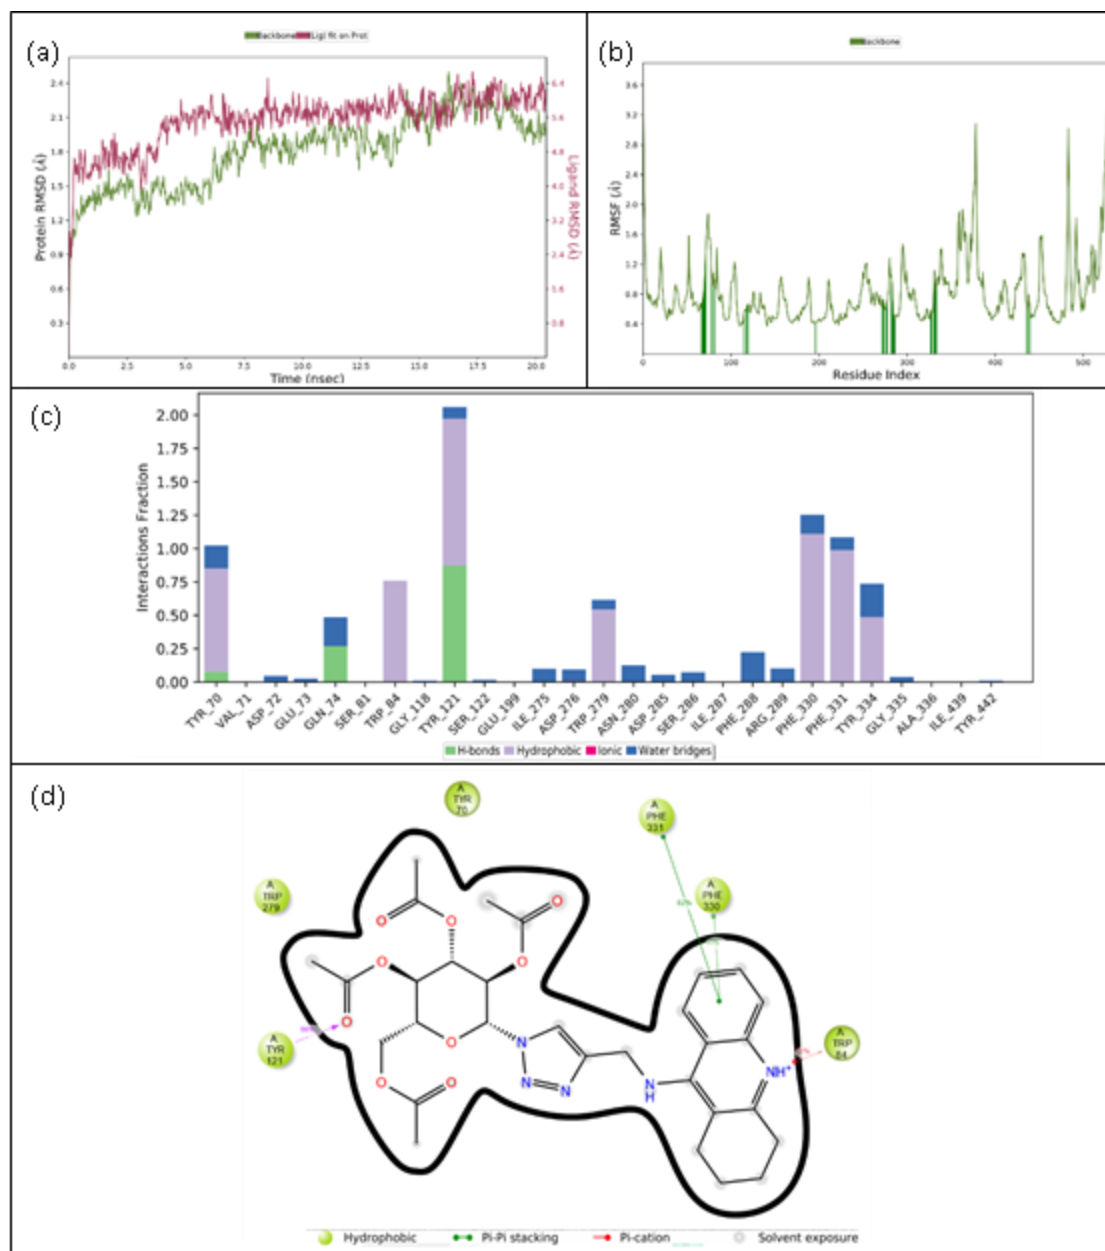 (a)
Backbone Ligl fit on Prot
Protein RMSD (Å)
2.4
2.1
1.8
1.5
1.2
0.9
0.6
0.3
6.4
5.6
4.8
4.0
3.2
2.4
1.6
0.8
Ligand RMSD (Å)
0.0 2.5 5.0 7.5 10.0 12.5 15.0 17.5 20.0
Time (nsec)
(b)
Backbone
RMSF (Å)
3.6
3.2
2.8
2.4
2.0
1.6
1.2
0.8
0.4
0 100 200 300 400 500
Residue Index
(c)
Interactions Fraction
2.00
1.75
1.50
1.25
1.00
0.75
0.50
0.25
0.00
TYR_70 VAL_71 ASP_72 GLU_73 GLN_74 SER_81 TRP_84 GLY_118 TYR_121 SER_122 GLU_199 ILE_275 ASP_276 TRP_279 ASN_280 ASP_285 SER_286 ILE_287 PHE_288 ARG_289 PHE_330 PHE_331 TYR_334 GLY_335 ALA_336 ILE_439 TYR_442
H-bonds Hydrophobic Ionic Water bridges
(d)
A
TYR
70
A
PHE
331
A
PHE
330
A
TRP
279
A
TYR
121
A
TRP
84
O
O
O
O
O
O
O
O
O
N
N
N
N
H
NH+
Hydrophobic Pi-Pi stacking Pi-cation Solvent exposure